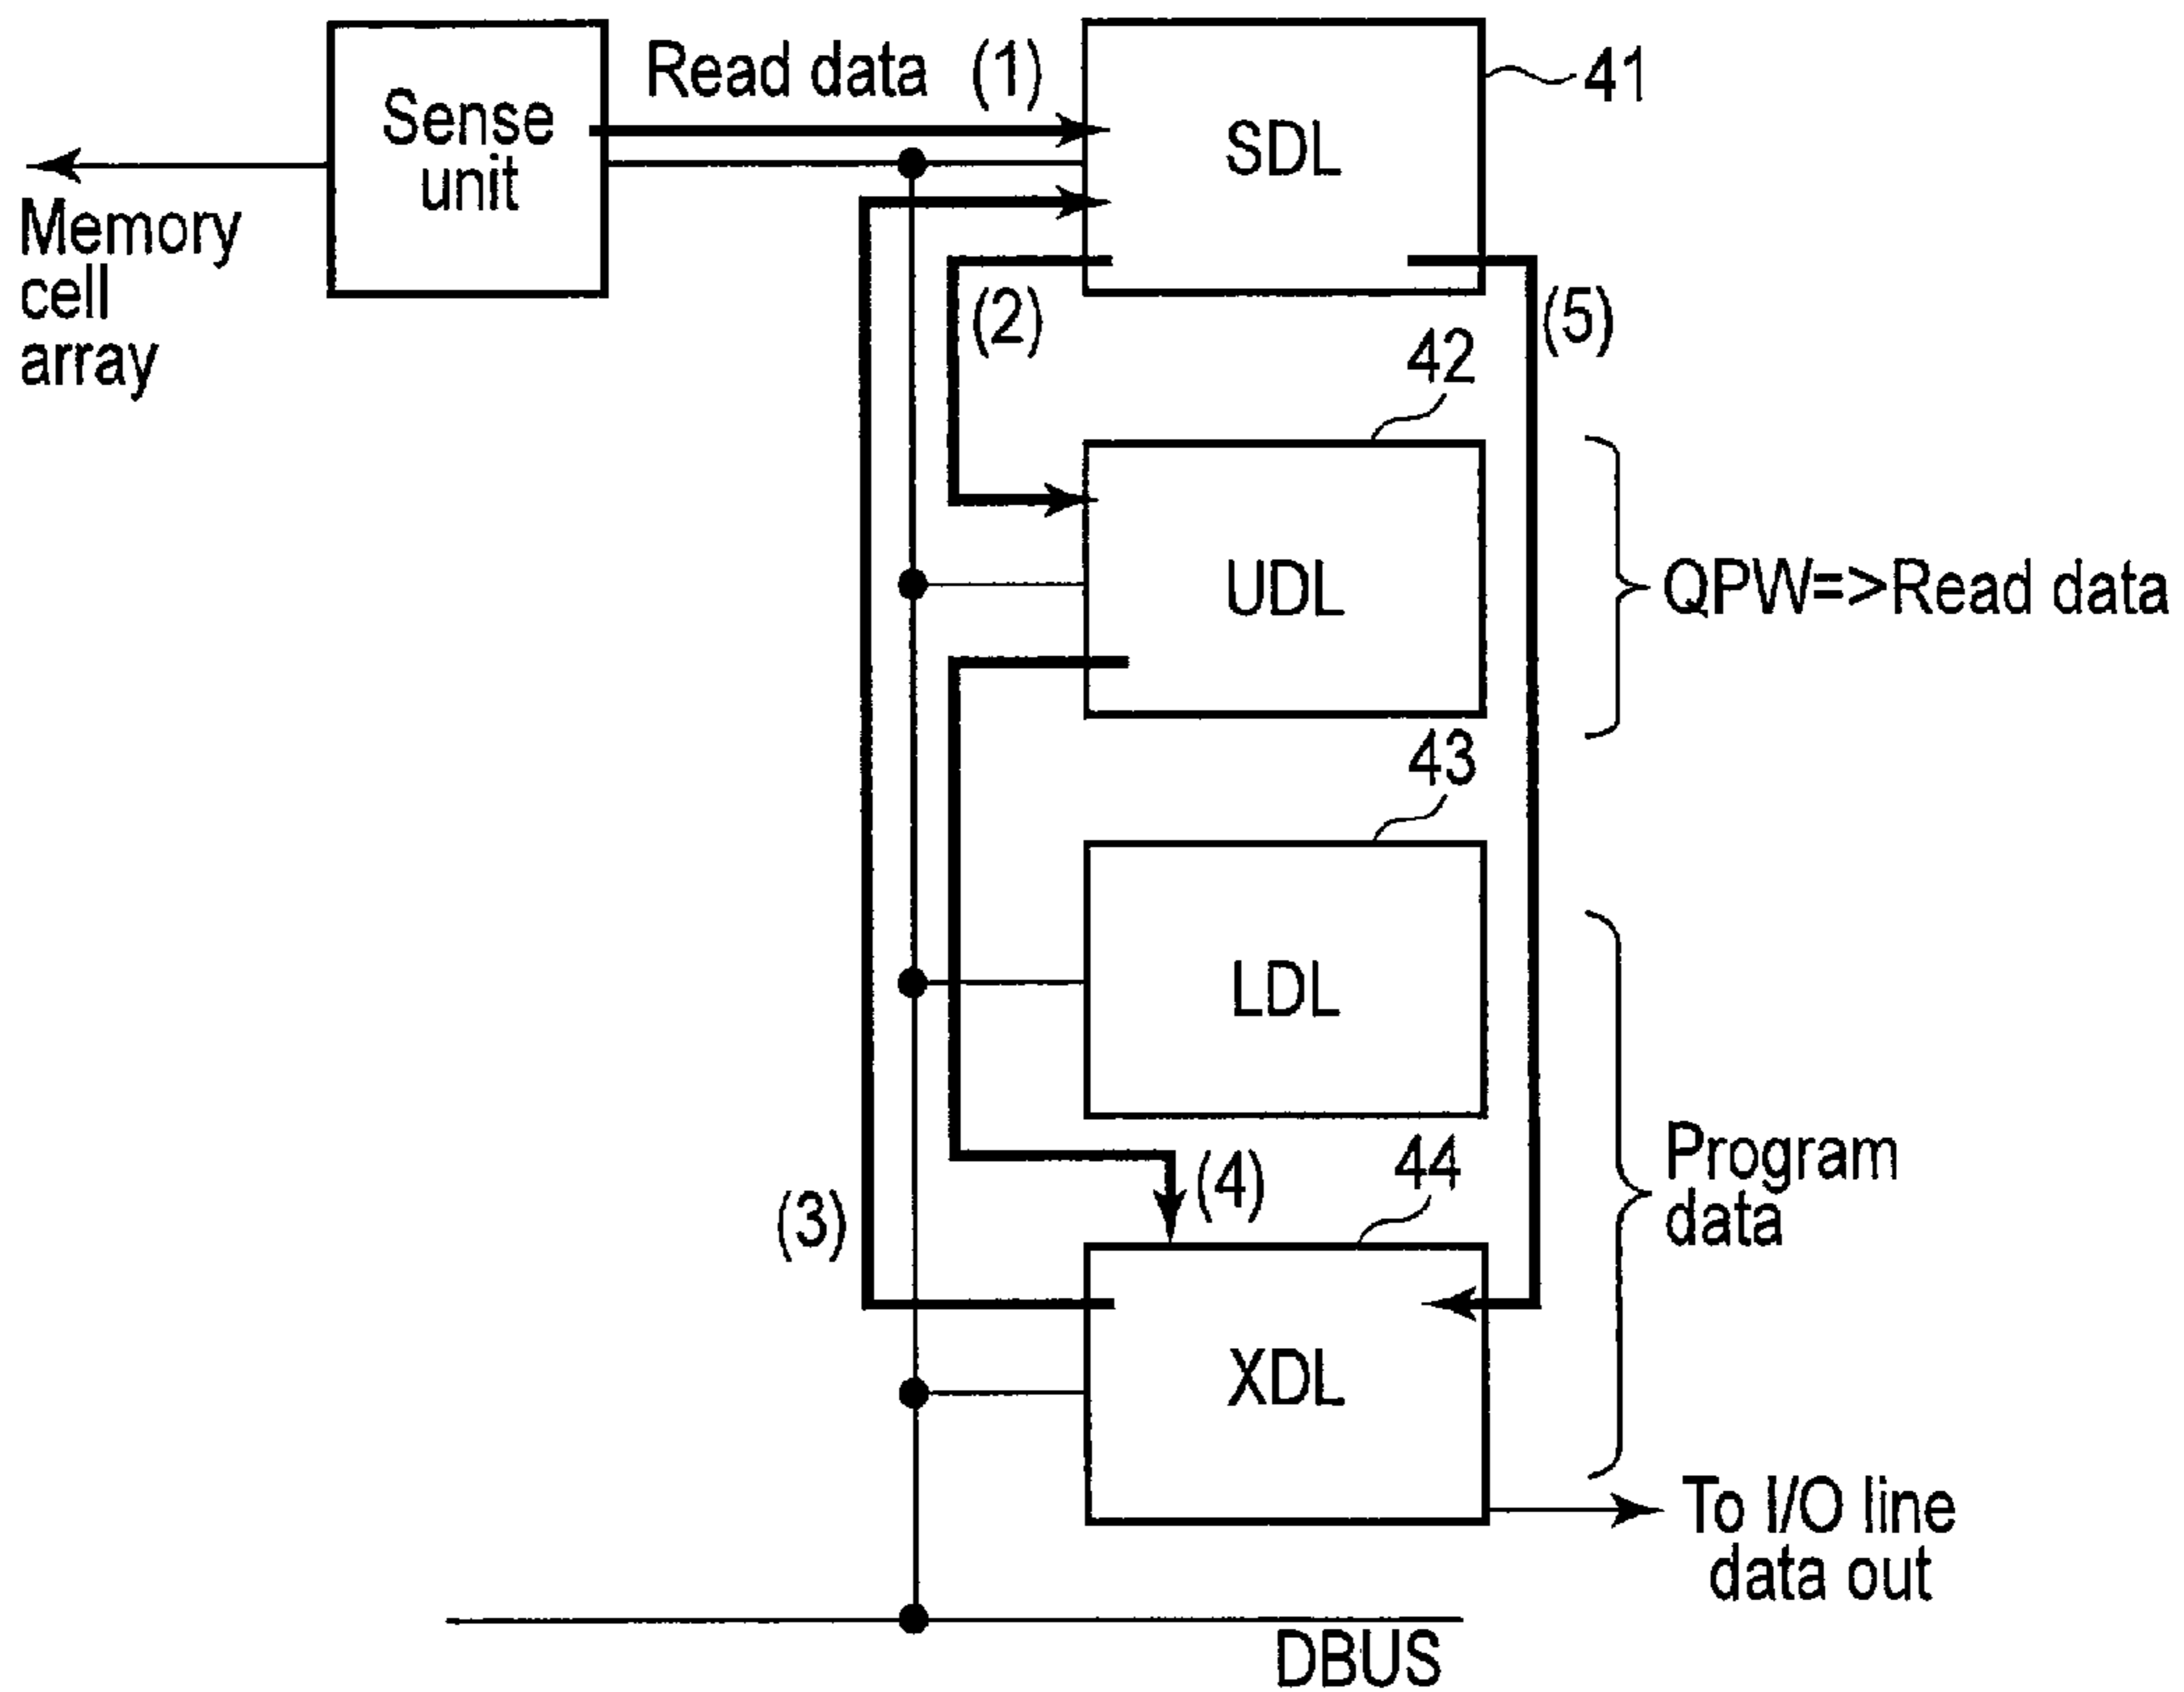 Read data (1)
41
Sense
unit
SDL
Memory
cell
array
(2)
(5)
42
UDL
QPW=>Read data
43
LDL
Program
data
44
(4)
(3)
XDL
To I/O line
data out
DBUS